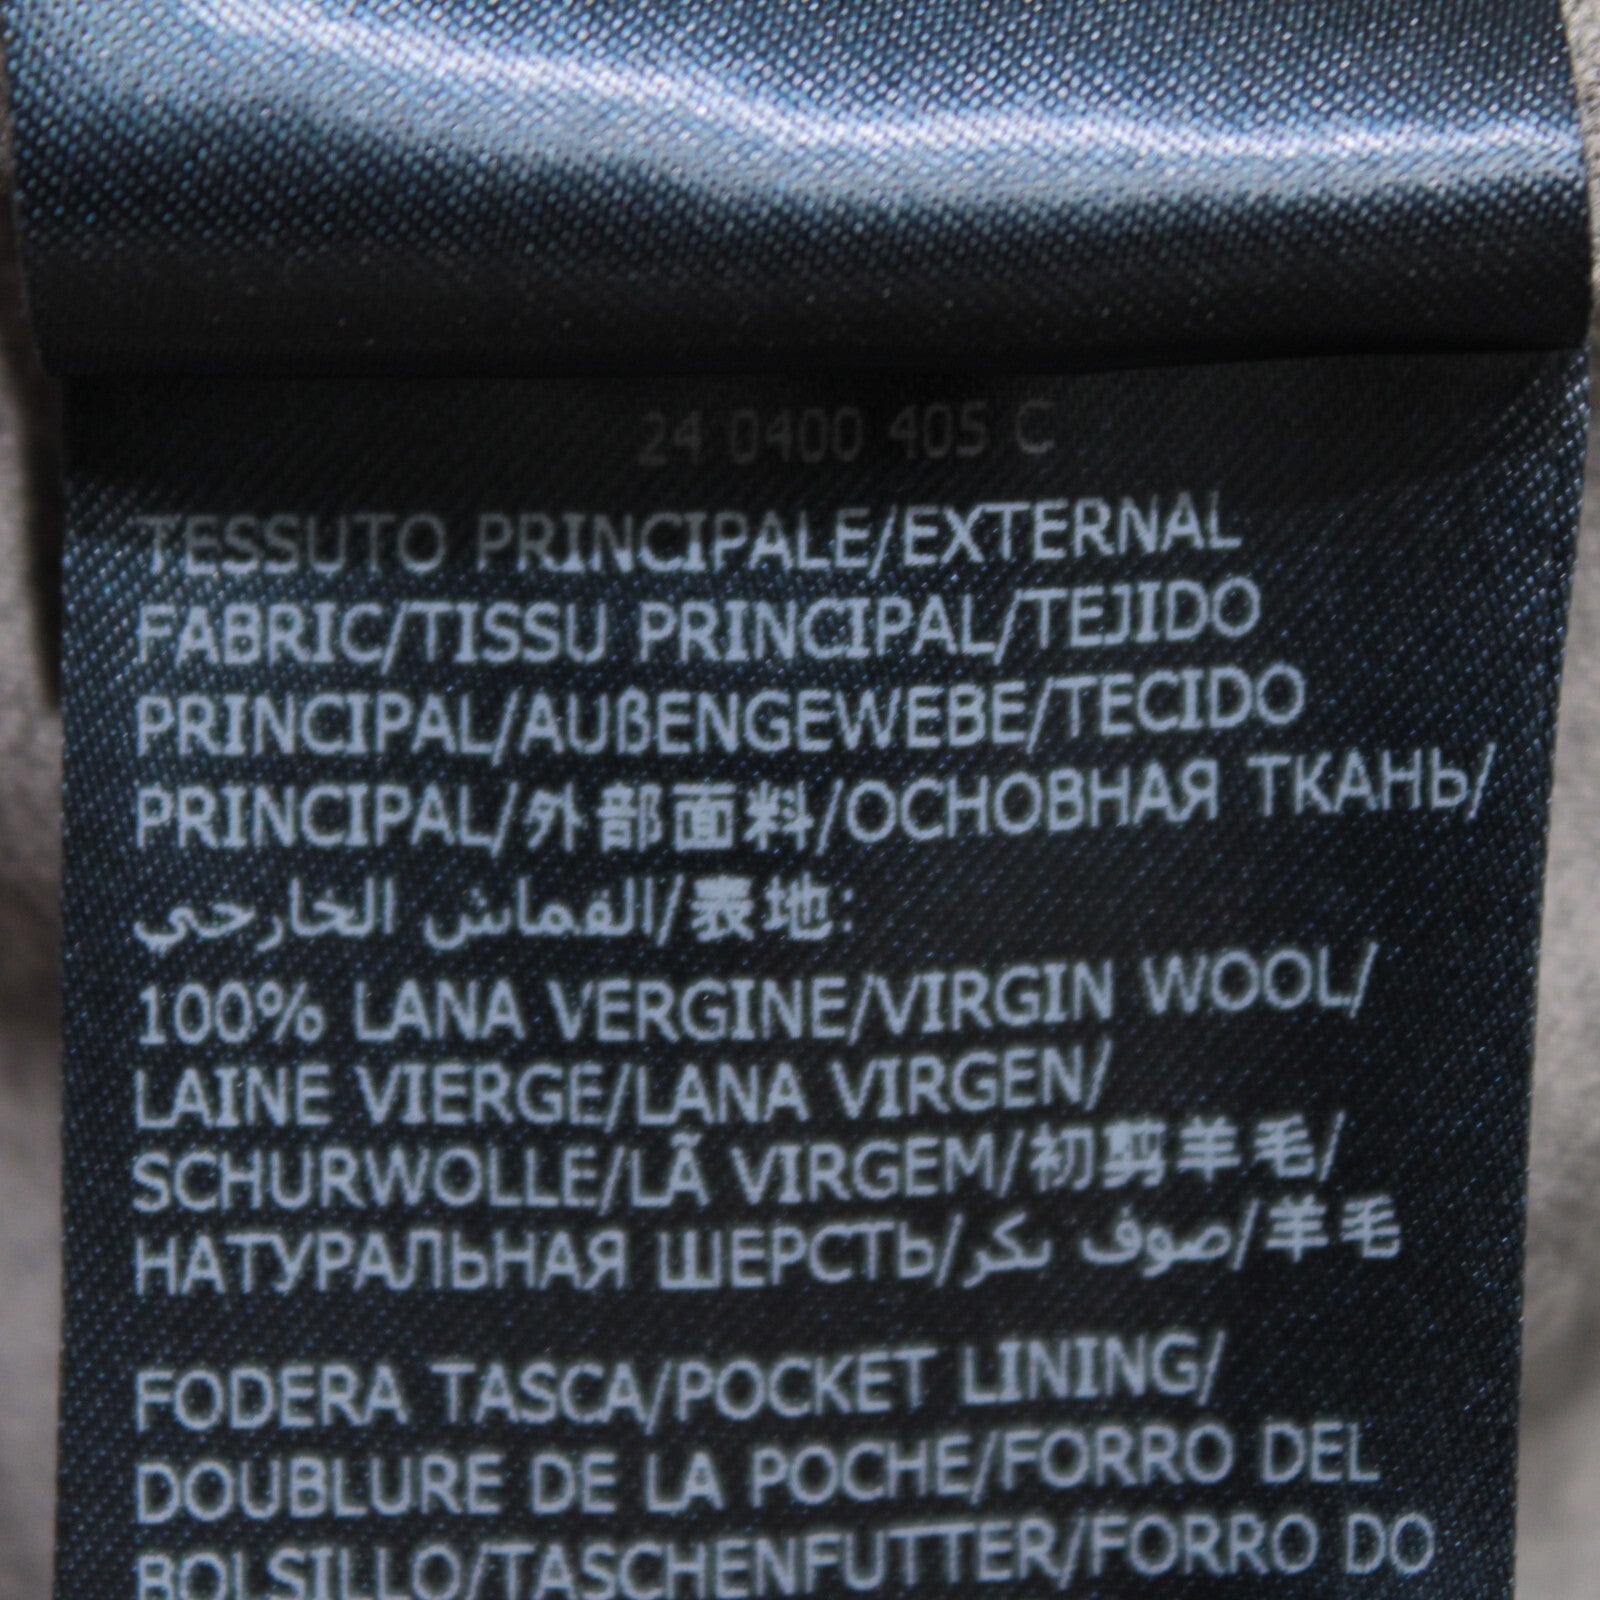 24 0400 405 C
TESSUTO PRINCIPALE/EXTERNAL
FABRIC/TISSU PRINCIPAL/TEJIDO
PRINCIPAL/AUßENGEWEBE/TECIDO
PRINCIPAL/外部面料/ОСНОВНАЯ ТКАНЬ/
القماش الخارجي/表地:
100% LANA VERGINE/VIRGIN WOOL/
LAINE VIERGE/LANA VIRGEN/
SCHURWOLLE/LÃ VIRGEM/初剪羊毛/
НАТУРАЛЬНАЯ ШЕРСТЬ/صوف بكر/羊毛
FODERA TASCA/POCKET LINING/
DOUBLURE DE LA POCHE/FORRO DEL
BOLSILLO/TASCHENFUTTER/FORRO DO